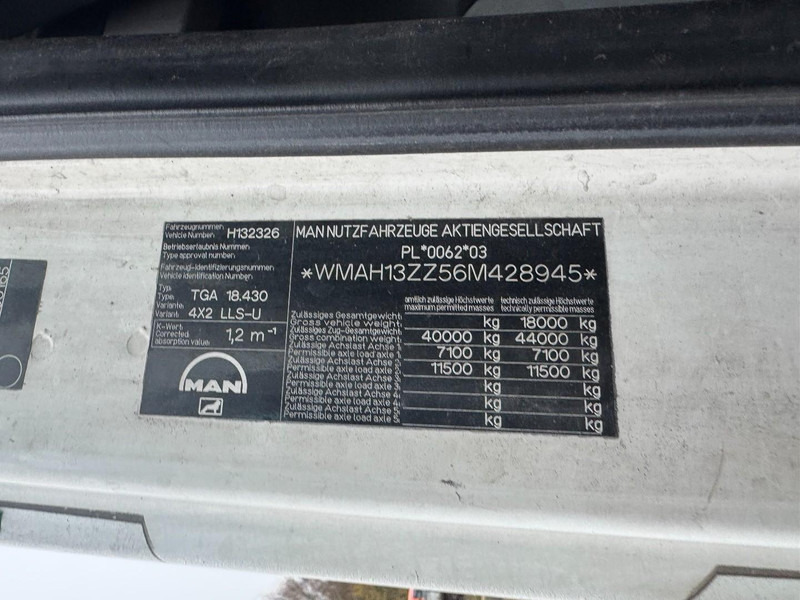 Fahrzeugnummer
Vehicle Number H132326
Betriebserlaubnis Nummern
Type approval number
Fahrzeug-Identifizierungsnummern
Vehicle identification Number
Typ:
Type: TGA 18.430
Variante:
Variant: 4X2 LLS-U
K-Wert:
Corrected
absorption value: 1,2 m⁻¹
MAN
MAN NUTZFAHRZEUGE AKTIENGESELLSCHAFT
PL*0062*03
*WMAH13ZZ56M428945*
amtlich zulässige Höchstwerte technisch zulässige Höchstwerte
maximum permitted masses technically permissible masses
Zulässiges Gesamtgewicht
Gross vehicle weight kg 18000 kg
Zulässiges Zug-Gesamtgewicht
Gross combination weight 40000 kg 44000 kg
Zulässige Achslast Achse
Permissible axle load axle 7100 kg 7100 kg
Zulässige Achslast Achse
Permissible axle load axle 11500 kg 11500 kg
Zulässige Achslast Achse
Permissible axle load axle kg kg
Zulässige Achslast Achse 4
Permissible axle load axle 4 kg kg
Zulässige Achslast Achse 5
Permissible axle load axle 5 kg kg